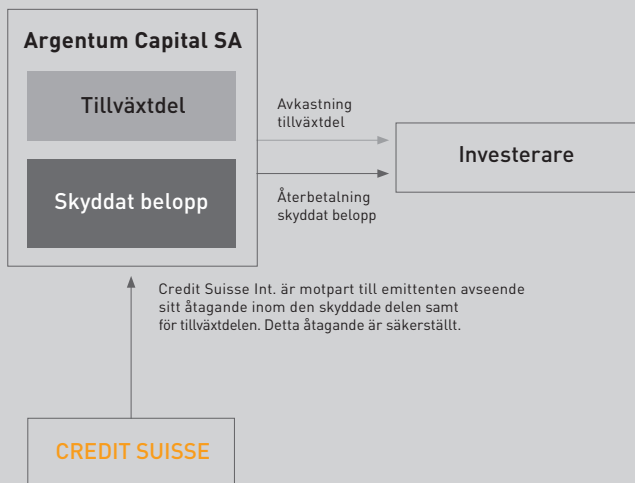 Argentum Capital SA
Tillväxtdel
Skyddat belopp
Avkastning
tillväxtdel
Återbetalning
skyddat belopp
Investerare
Credit Suisse Int. är motpart till emittenten avseende
sitt åtagande inom den skyddade delen samt
för tillväxtdelen. Detta åtagande är säkerställt.
CREDIT SUISSE